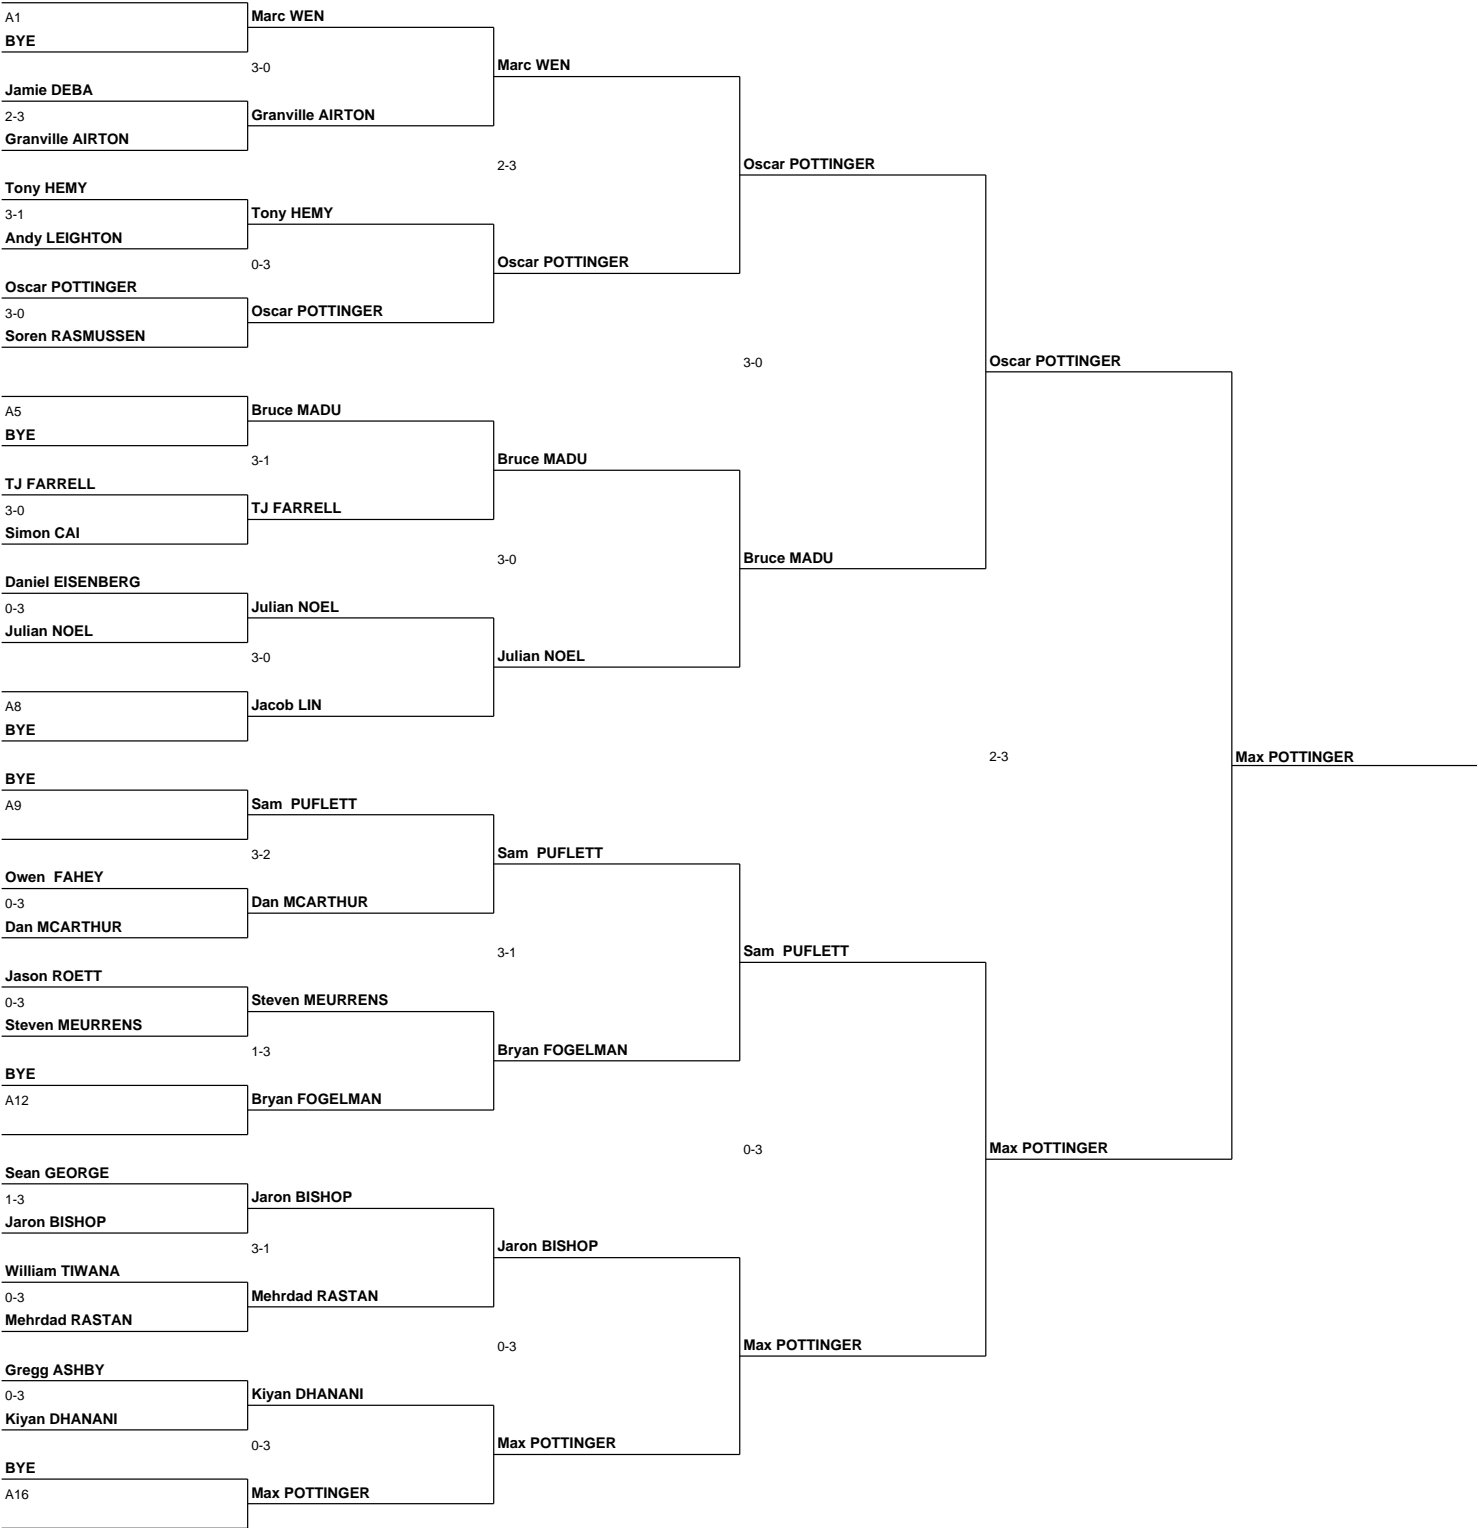 A1
Marc WEN
BYE
3-0
Marc WEN
Jamie DEBA
2-3
Granville AIRTON
Granville AIRTON
2-3
Oscar POTTINGER
Tony HEMY
3-1
Tony HEMY
Andy LEIGHTON
0-3
Oscar POTTINGER
Oscar POTTINGER
3-0
Oscar POTTINGER
Soren RASMUSSEN
3-0
Oscar POTTINGER
A5
Bruce MADU
BYE
3-1
Bruce MADU
TJ FARRELL
3-0
TJ FARRELL
Simon CAI
3-0
Bruce MADU
Daniel EISENBERG
0-3
Julian NOEL
Julian NOEL
3-0
Julian NOEL
A8
Jacob LIN
BYE
2-3
Max POTTINGER
BYE
A9
Sam PUFLETT
3-2
Sam PUFLETT
Owen FAHEY
0-3
Dan MCARTHUR
Dan MCARTHUR
3-1
Sam PUFLETT
Jason ROETT
0-3
Steven MEURRENS
Steven MEURRENS
1-3
Bryan FOGELMAN
BYE
A12
Bryan FOGELMAN
0-3
Max POTTINGER
Sean GEORGE
1-3
Jaron BISHOP
Jaron BISHOP
3-1
Jaron BISHOP
William TIWANA
0-3
Mehrdad RASTAN
Mehrdad RASTAN
0-3
Max POTTINGER
Gregg ASHBY
0-3
Kiyan DHANANI
Kiyan DHANANI
0-3
Max POTTINGER
BYE
A16
Max POTTINGER